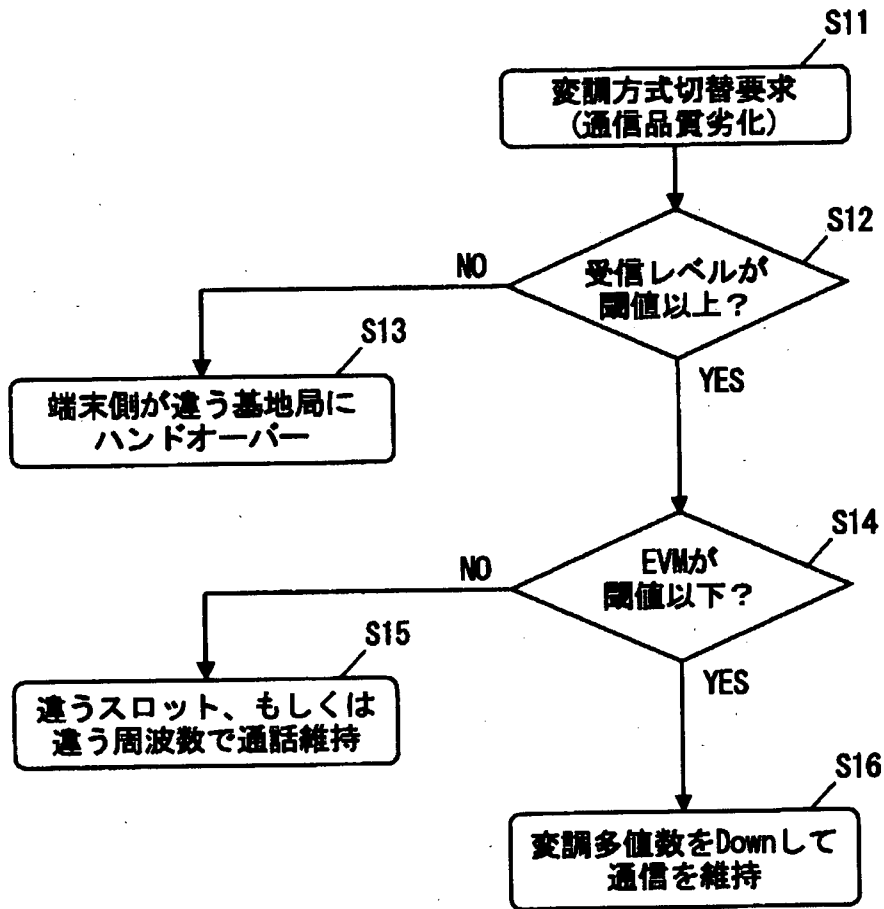 S11
変調方式切替要求
(通信品質劣化)
S12
受信レベルが
閾値以上?
NO
YES
S13
端末側が違う基地局に
ハンドオーバー
S14
EVMが
閾値以下?
NO
YES
S15
違うスロット、もしくは
違う周波数で通話維持
S16
変調多値数をDownして
通信を維持